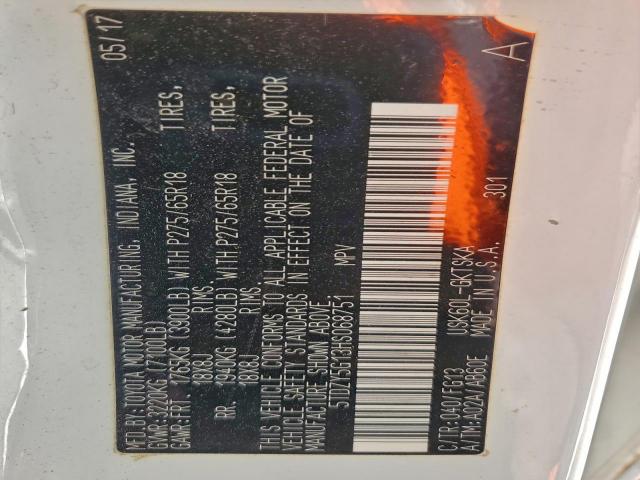 MFD.BY:TOYOTA MOTOR MANUFACTURING, INDIANA, INC. 05/17
GVWR:3220KG (7100LB)
GAWR:FRT. 1765KG (3900LB) WITH P275/65R18 TIRES,
18X8J RIMS.
RR. 1940KG (4280LB) WITH P275/65R18 TIRES,
18X8J RIMS.
THIS VEHICLE CONFORMS TO ALL APPLICABLE FEDERAL MOTOR
VEHICLE SAFETY STANDARDS IN EFFECT ON THE DATE OF
MANUFACTURE SHOWN ABOVE.
5TDZY5G13HS068751 MPV
C/TR:040/FG13 USK60L-GKTSKA 301
A/TM:A02A/AB60E MADE IN U.S.A. A